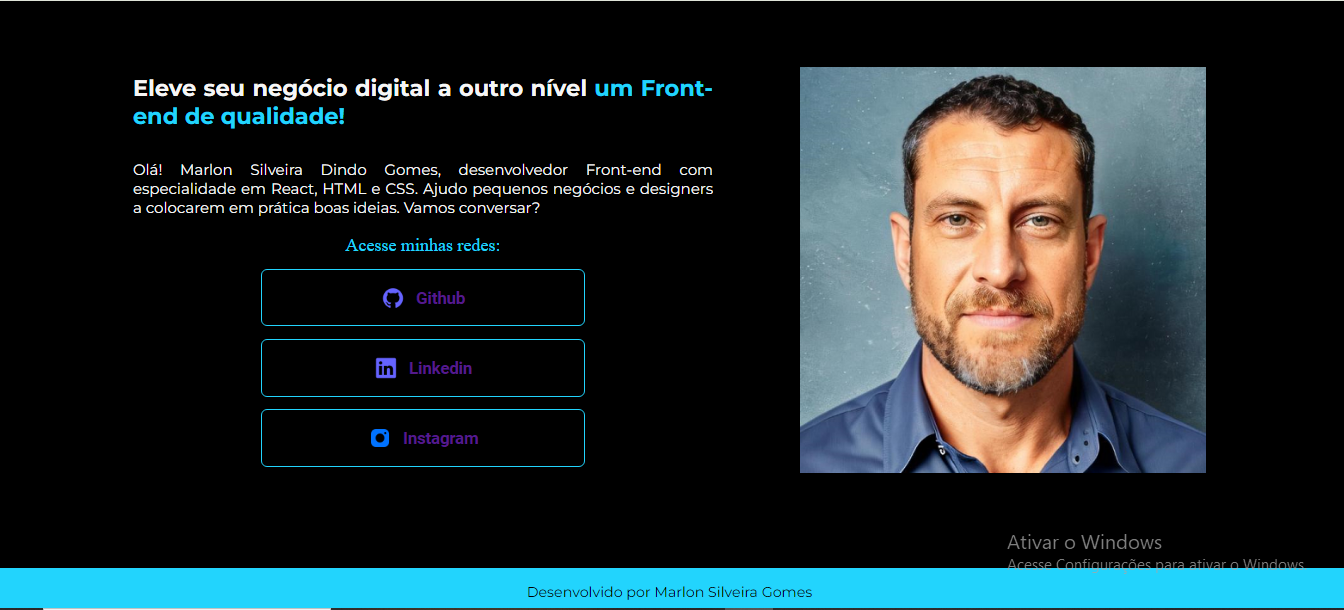 Eleve seu negócio digital a outro nível um Front-
end de qualidade!
Olá! Marlon Silveira Dindo Gomes, desenvolvedor Front-end com
especialidade em React, HTML e CSS. Ajudo pequenos negócios e designers
a colocarem em prática boas ideias. Vamos conversar?
Acesse minhas redes:
Github
Linkedin
Instagram
Ativar o Windows
Acesse Configurações para ativar o Windows.
Desenvolvido por Marlon Silveira Gomes